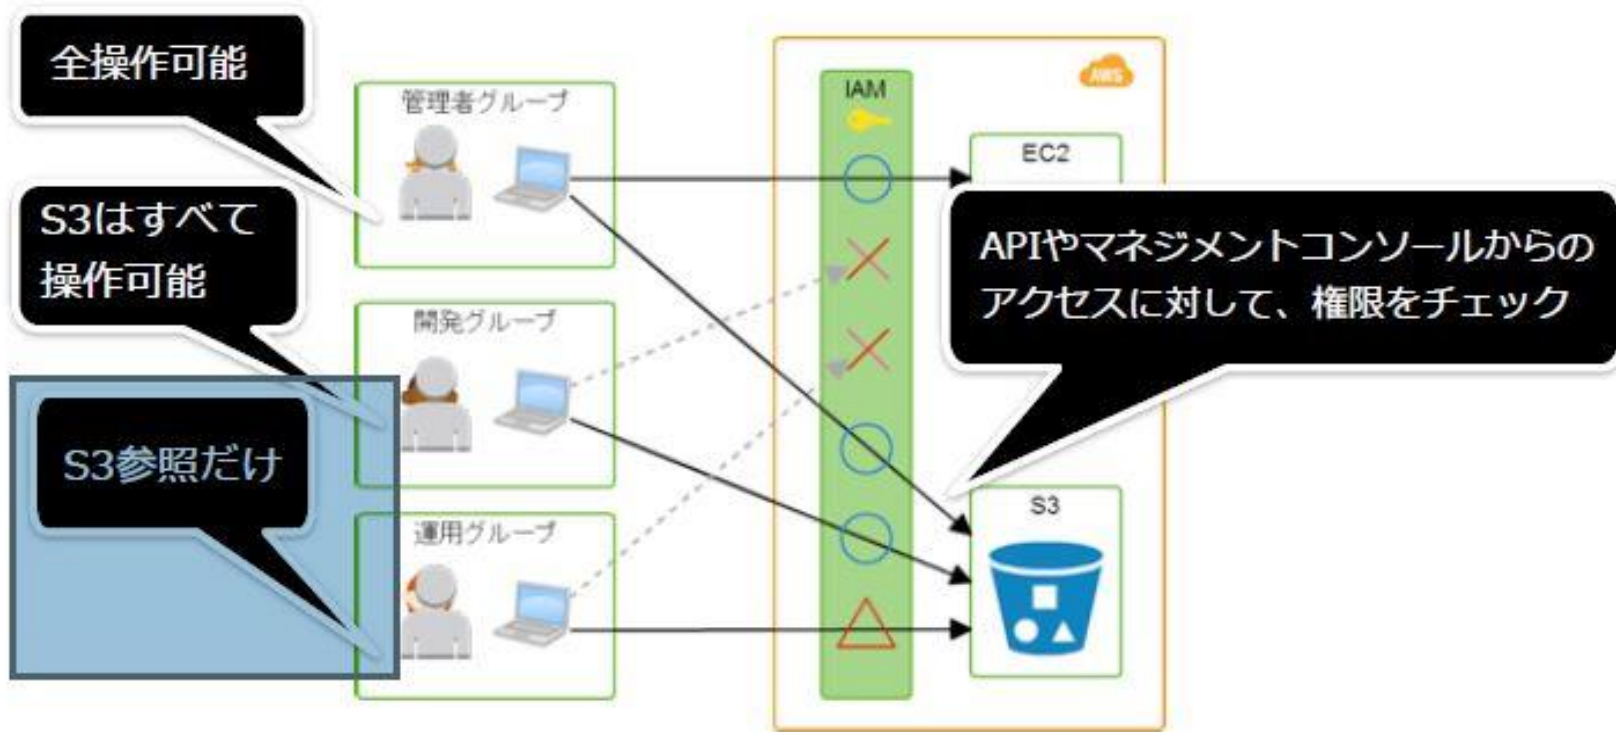 全操作可能
管理者グループ
IAM
AWS
EC2
S3はすべて
操作可能
APIやマネジメントコンソールからの
アクセスに対して、権限をチェック
開発グループ
S3参照だけ
運用グループ
S3